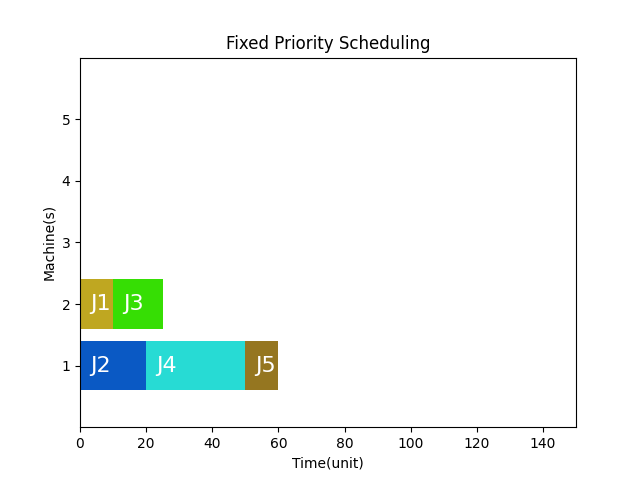 Fixed Priority Scheduling
Machine(s)
5
4
3
2
1
J1 J3
J2 J4 J5
0 20 40 60 80 100 120 140
Time(unit)